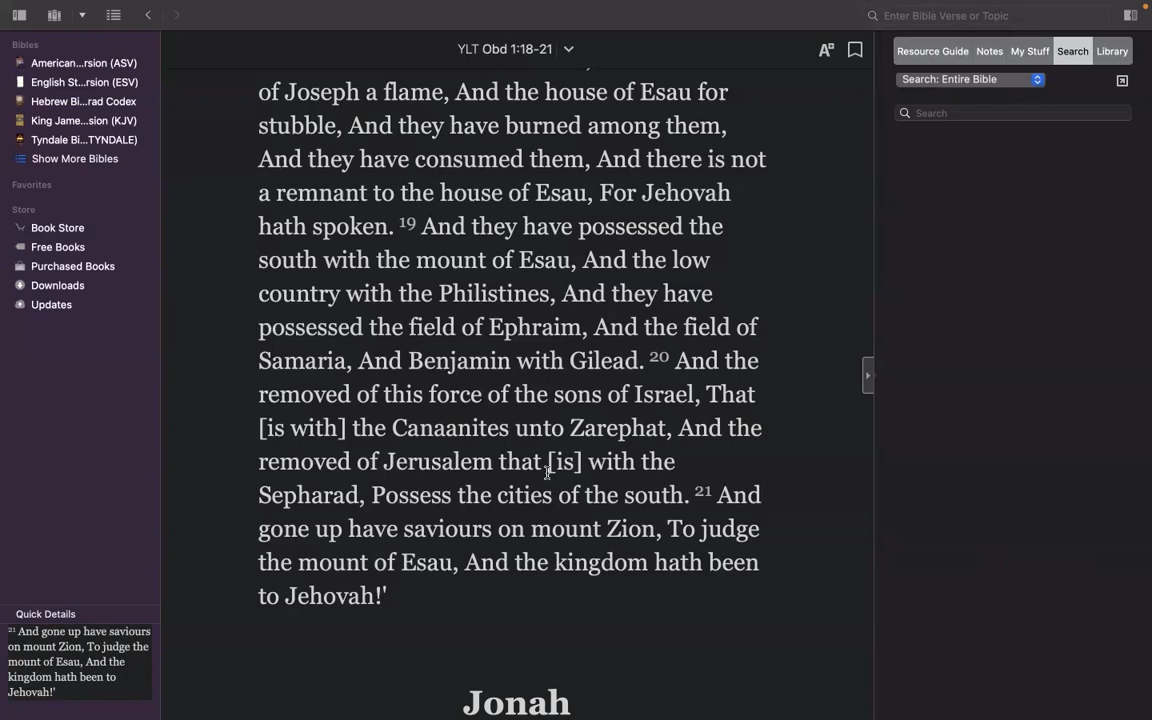 YLT Obd 1:18-21
Enter Bible Verse or Topic
Bibles
American...rsion (ASV)
English St...rsion (ESV)
Hebrew Bi...rad Codex
King Jame...sion (KJV)
Tyndale Bi...TYNDALE)
Show More Bibles
Favorites
Store
Book Store
Free Books
Purchased Books
Downloads
Updates
Quick Details
21 And gone up have saviours
on mount Zion, To judge the
mount of Esau, And the
kingdom hath been to
Jehovah!'
of Joseph a flame, And the house of Esau for
stubble, And they have burned among them,
And they have consumed them, And there is not
a remnant to the house of Esau, For Jehovah
hath spoken. 19 And they have possessed the
south with the mount of Esau, And the low
country with the Philistines, And they have
possessed the field of Ephraim, And the field of
Samaria, And Benjamin with Gilead. 20 And the
removed of this force of the sons of Israel, That
[is with] the Canaanites unto Zarephat, And the
removed of Jerusalem that [is] with the
Sepharad, Possess the cities of the south. 21 And
gone up have saviours on mount Zion, To judge
the mount of Esau, And the kingdom hath been
to Jehovah!'
Jonah
Resource Guide Notes My Stuff Search Library
Search: Entire Bible
Search